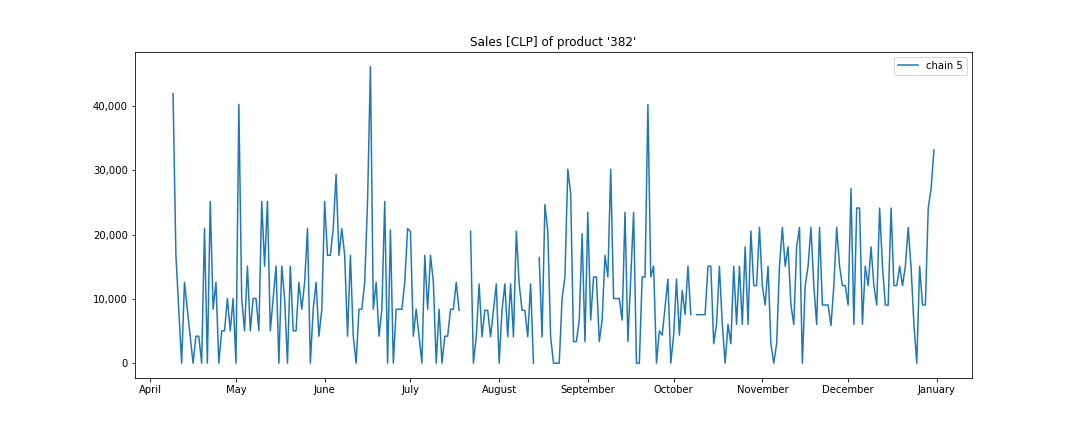 Sales [CLP] of product '382'
chain 5
40,000
30,000
20,000
10,000
0
April May June July August September October November December January